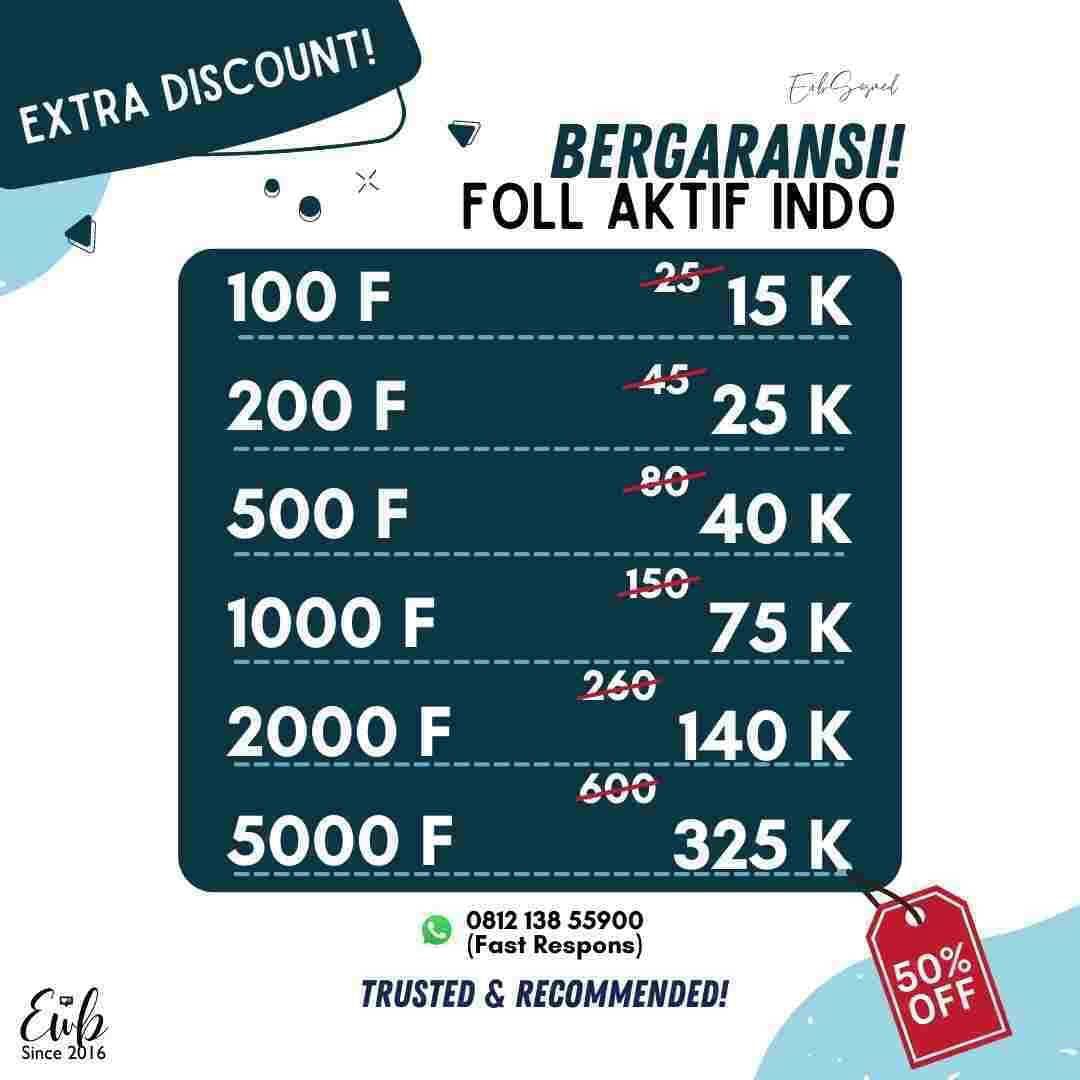 EXTRA DISCOUNT!
BERGARANSI!
FOLL AKTIF INDO
100 F 25 15 K
200 F 45 25 K
500 F 80 40 K
1000 F 150 75 K
2000 F 260 140 K
5000 F 600 325 K
0812 138 55900
(Fast Respons)
TRUSTED & RECOMMENDED!
50%
OFF
Ewb
Since 2016